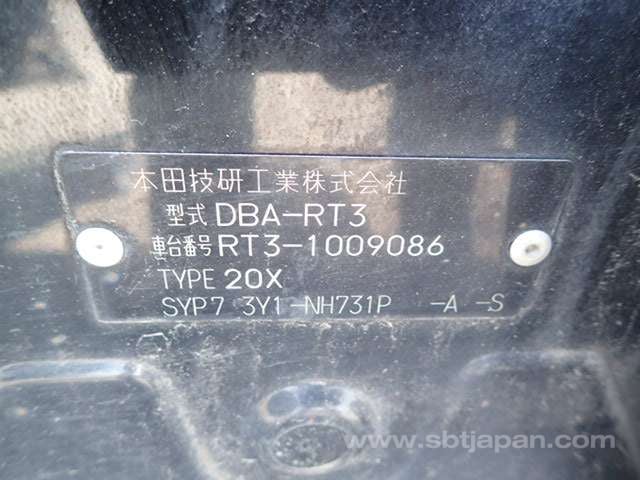 本田技研工業株式会社
型式 DBA-RT3
車台番号 RT3-1009086
TYPE 20X
SYP7 3Y1-NH731P -A -S
www.sbtjapan.com